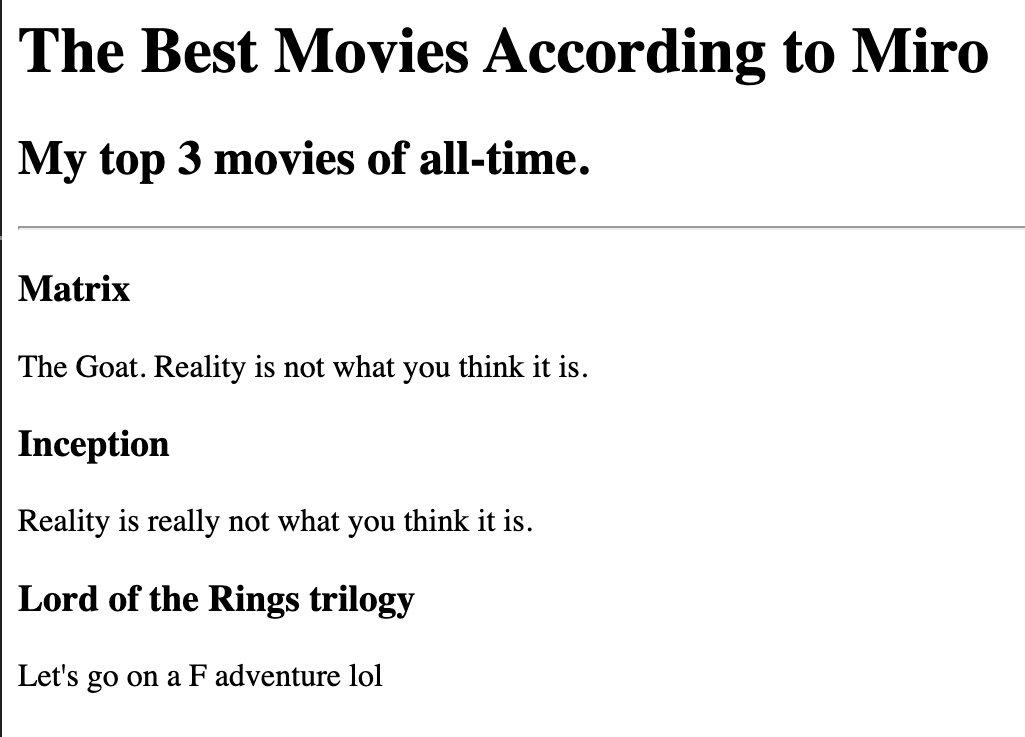 The Best Movies According to Miro
My top 3 movies of all-time.
Matrix
The Goat. Reality is not what you think it is.
Inception
Reality is really not what you think it is.
Lord of the Rings trilogy
Let's go on a F adventure lol